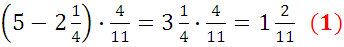 (5 − 2 1/4) · 4/11 = 3 1/4 · 4/11 = 1 2/11 (1)